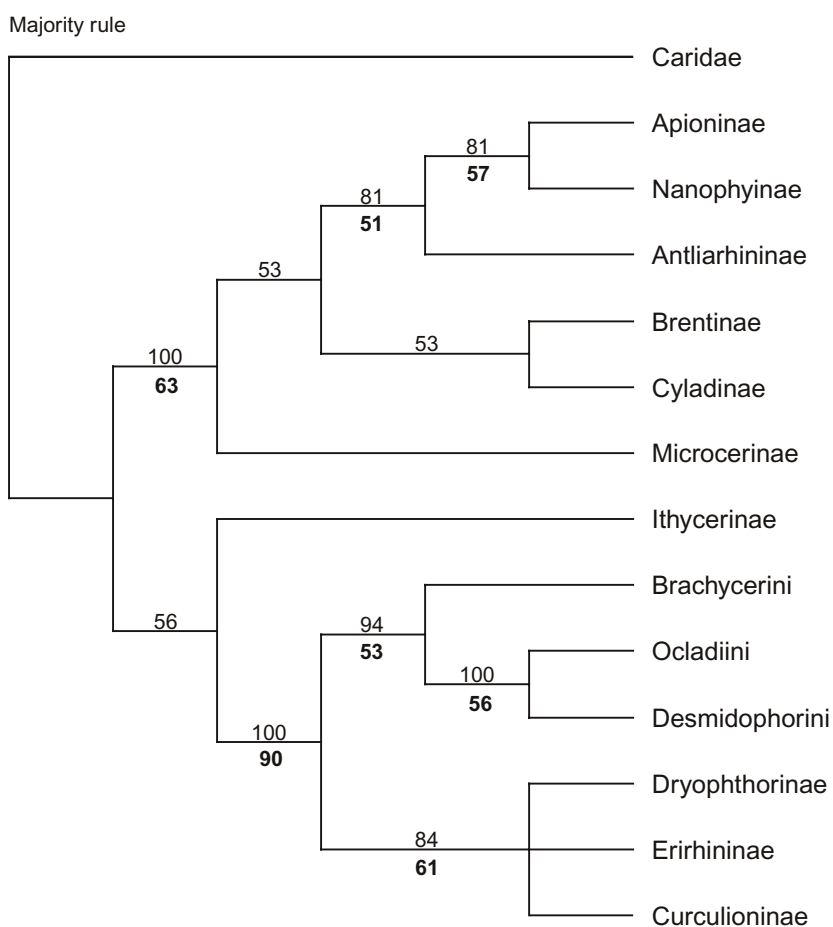 Majority rule
Caridae
Apioninae
81
57
Nanophyinae
81
51
Antliarhininae
53
Brentinae
53
100
63
Cyladinae
Microcerinae
Ithycerinae
Brachycerini
56
94
53
Ocladiini
100
56
Desmidophorini
100
90
Dryophthorinae
84
61
Erirhininae
Curculioninae